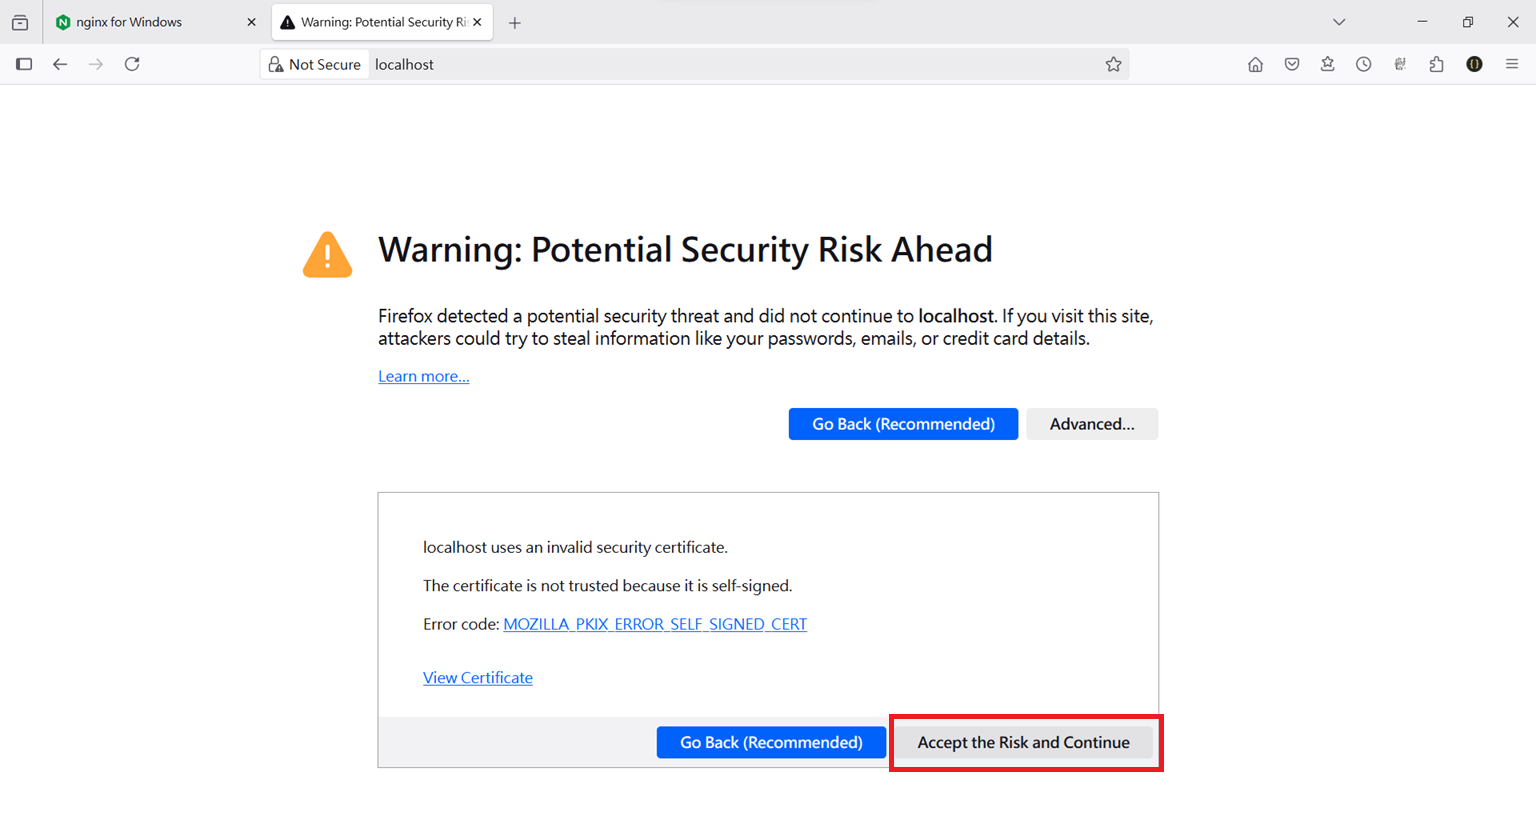 nginx for Windows
Warning: Potential Security Ri
Not Secure
localhost
Warning: Potential Security Risk Ahead
Firefox detected a potential security threat and did not continue to localhost. If you visit this site,
attackers could try to steal information like your passwords, emails, or credit card details.
Learn more...
Go Back (Recommended)
Advanced...
localhost uses an invalid security certificate.
The certificate is not trusted because it is self-signed.
Error code: MOZILLA_PKIX_ERROR_SELF_SIGNED_CERT
View Certificate
Go Back (Recommended)
Accept the Risk and Continue